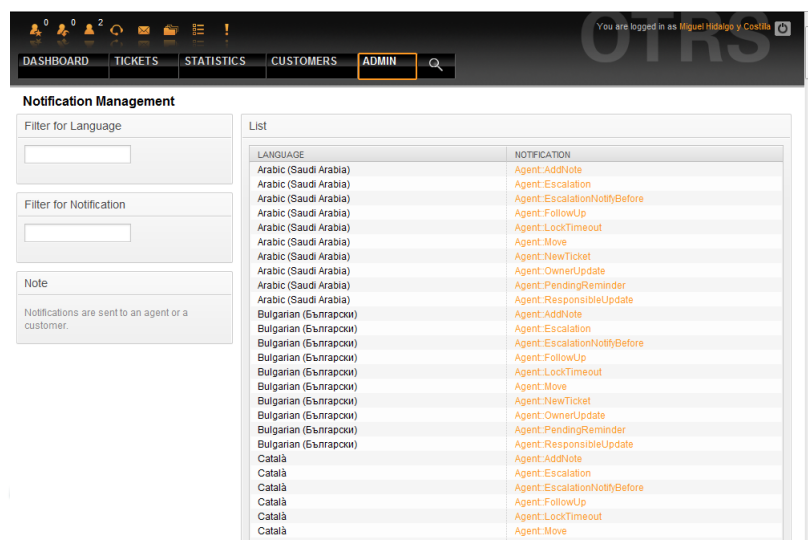 0 0 2
You are logged in as Miguel Hidalgo y Costilla
OTRS
DASHBOARD TICKETS STATISTICS CUSTOMERS ADMIN
Notification Management
Filter for Language
Filter for Notification
Note
Notifications are sent to an agent or a
customer.
List
LANGUAGE NOTIFICATION
Arabic (Saudi Arabia) Agent::AddNote
Arabic (Saudi Arabia) Agent::Escalation
Arabic (Saudi Arabia) Agent::EscalationNotifyBefore
Arabic (Saudi Arabia) Agent::FollowUp
Arabic (Saudi Arabia) Agent::LockTimeout
Arabic (Saudi Arabia) Agent::Move
Arabic (Saudi Arabia) Agent::NewTicket
Arabic (Saudi Arabia) Agent::OwnerUpdate
Arabic (Saudi Arabia) Agent::PendingReminder
Arabic (Saudi Arabia) Agent::ResponsibleUpdate
Bulgarian (Български) Agent::AddNote
Bulgarian (Български) Agent::Escalation
Bulgarian (Български) Agent::EscalationNotifyBefore
Bulgarian (Български) Agent::FollowUp
Bulgarian (Български) Agent::LockTimeout
Bulgarian (Български) Agent::Move
Bulgarian (Български) Agent::NewTicket
Bulgarian (Български) Agent::OwnerUpdate
Bulgarian (Български) Agent::PendingReminder
Bulgarian (Български) Agent::ResponsibleUpdate
Català Agent::AddNote
Català Agent::Escalation
Català Agent::EscalationNotifyBefore
Català Agent::FollowUp
Català Agent::LockTimeout
Català Agent::Move